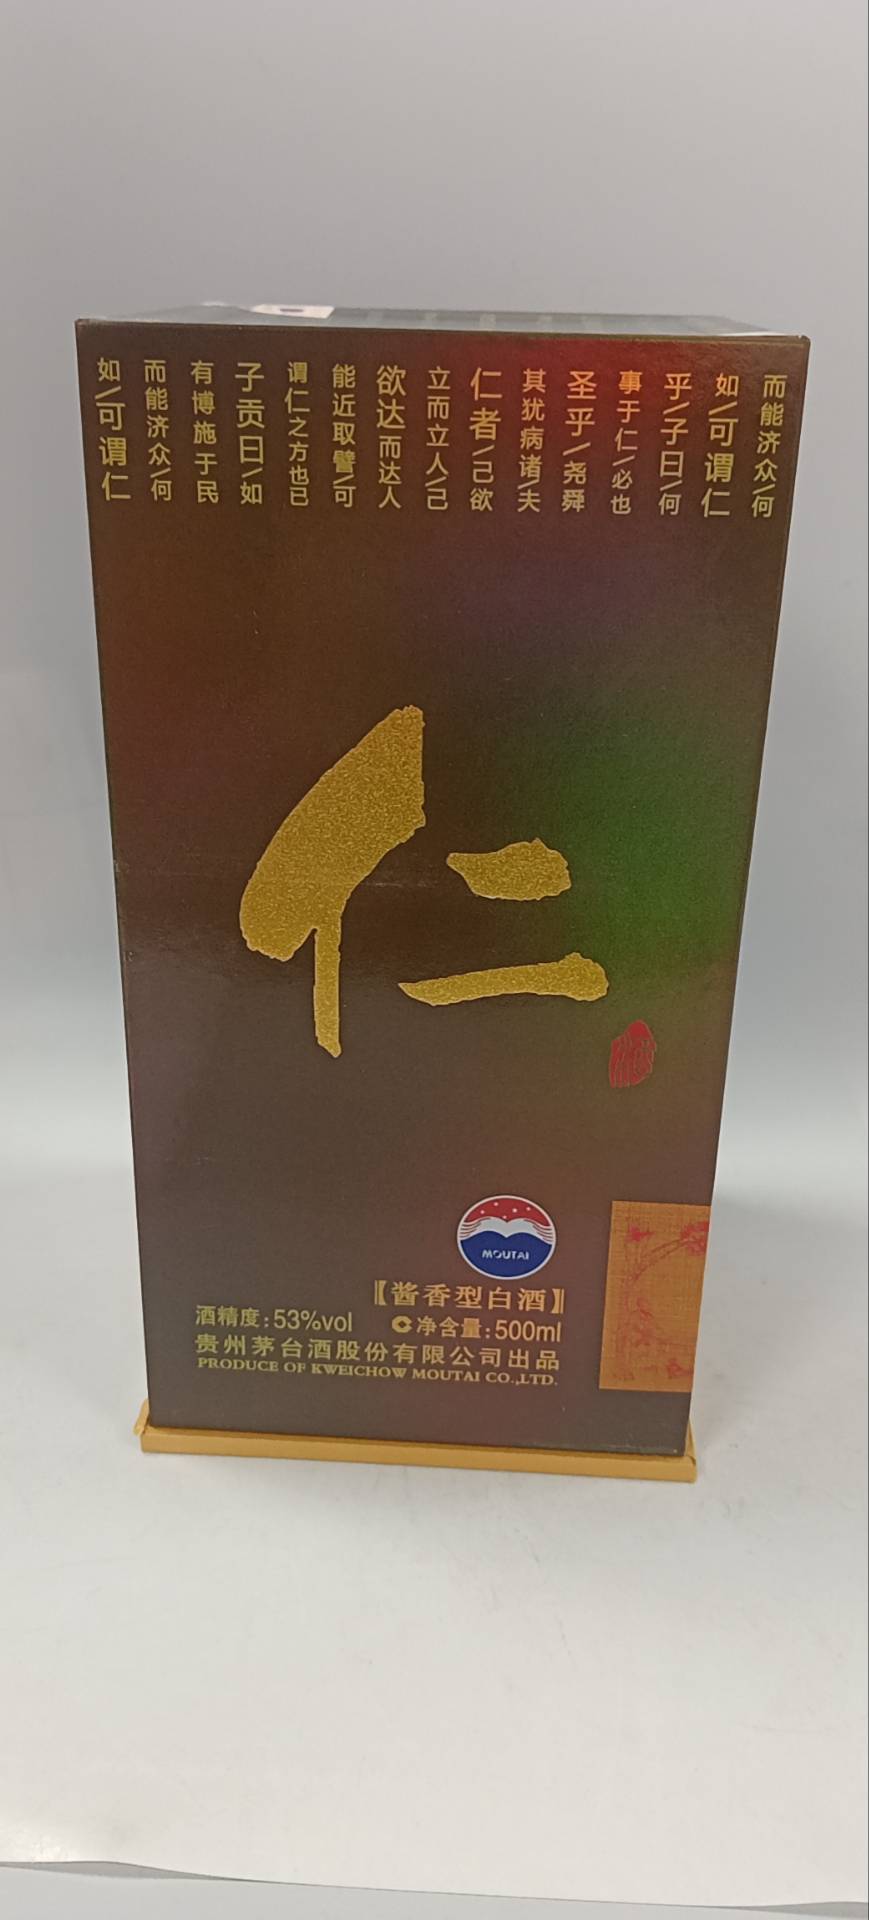 如/可谓仁
而能济众/何
有博施于民
子贡曰/如
谓仁之方也已
能近取譬/可
欲达而达人
立而立人/己
仁者/己欲
其犹病诸/夫
圣乎/尧舜
事于仁/必也
乎/子曰/何
如/可谓仁
而能济众/何
仁
酒
MOUTAI
【酱香型白酒】
酒精度:53%vol 净含量:500ml
贵州茅台酒股份有限公司出品
PRODUCE OF KWEICHOW MOUTAI CO.,LTD.